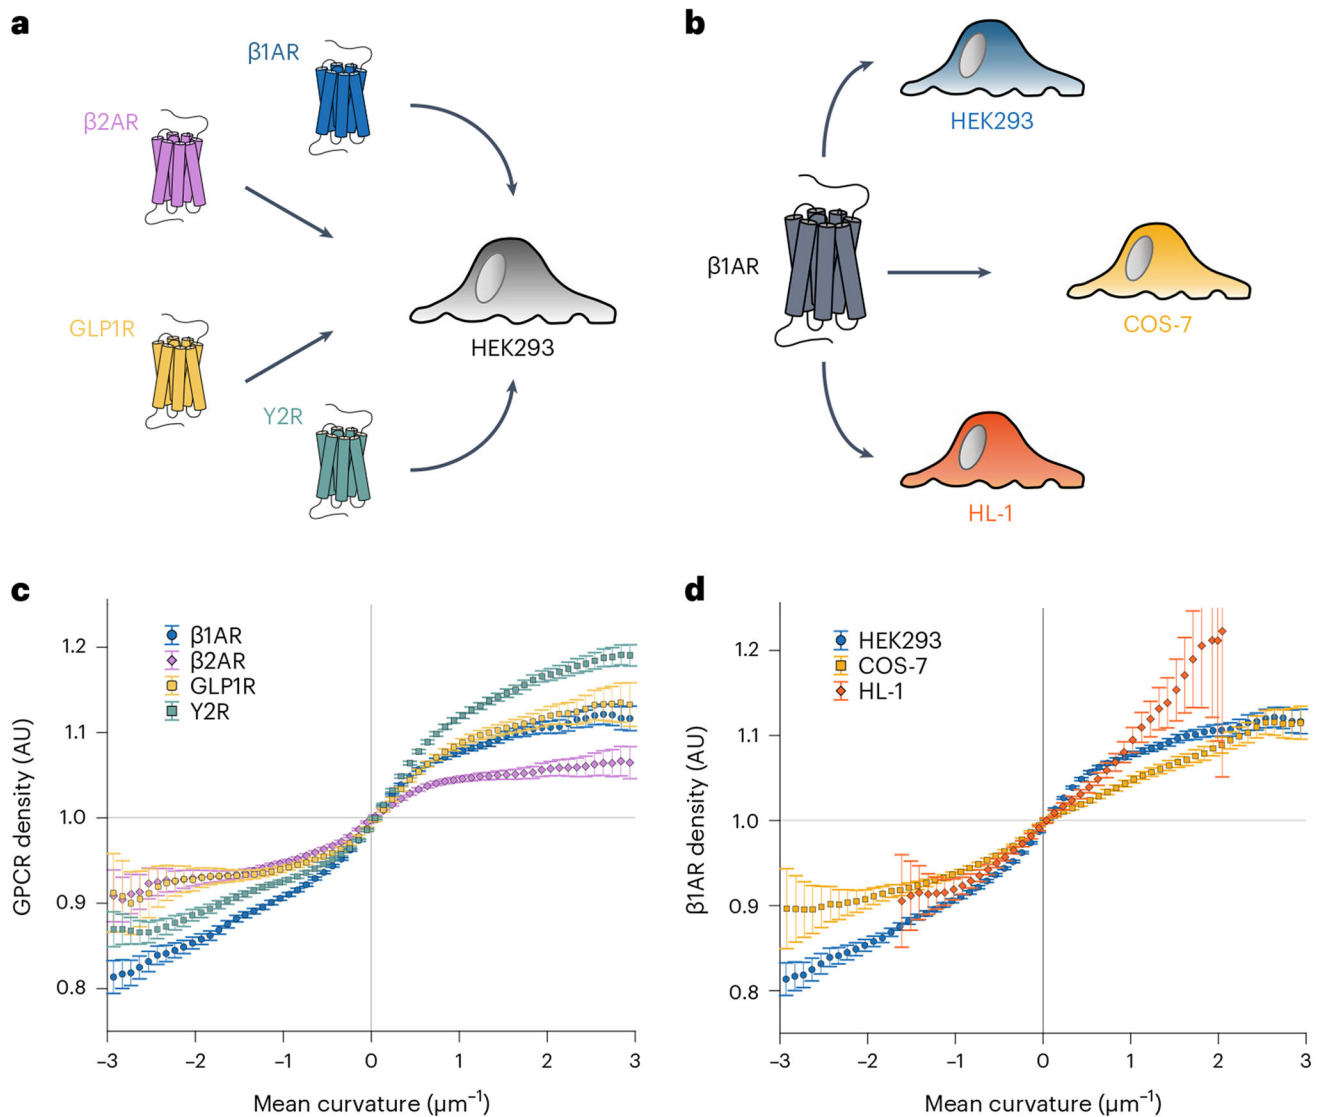 a
β1AR
β2AR
GLP1R
Y2R
HEK293
b
HEK293
β1AR
COS-7
HL-1
c
1.2
1.1
1.0
0.9
0.8
GPCR density (AU)
β1AR
β2AR
GLP1R
Y2R
−3
−2
−1
0
1
2
3
Mean curvature (μm⁻¹)
d
1.2
1.1
1.0
0.9
0.8
β1AR density (AU)
HEK293
COS-7
HL-1
−3
−2
−1
0
1
2
3
Mean curvature (μm⁻¹)